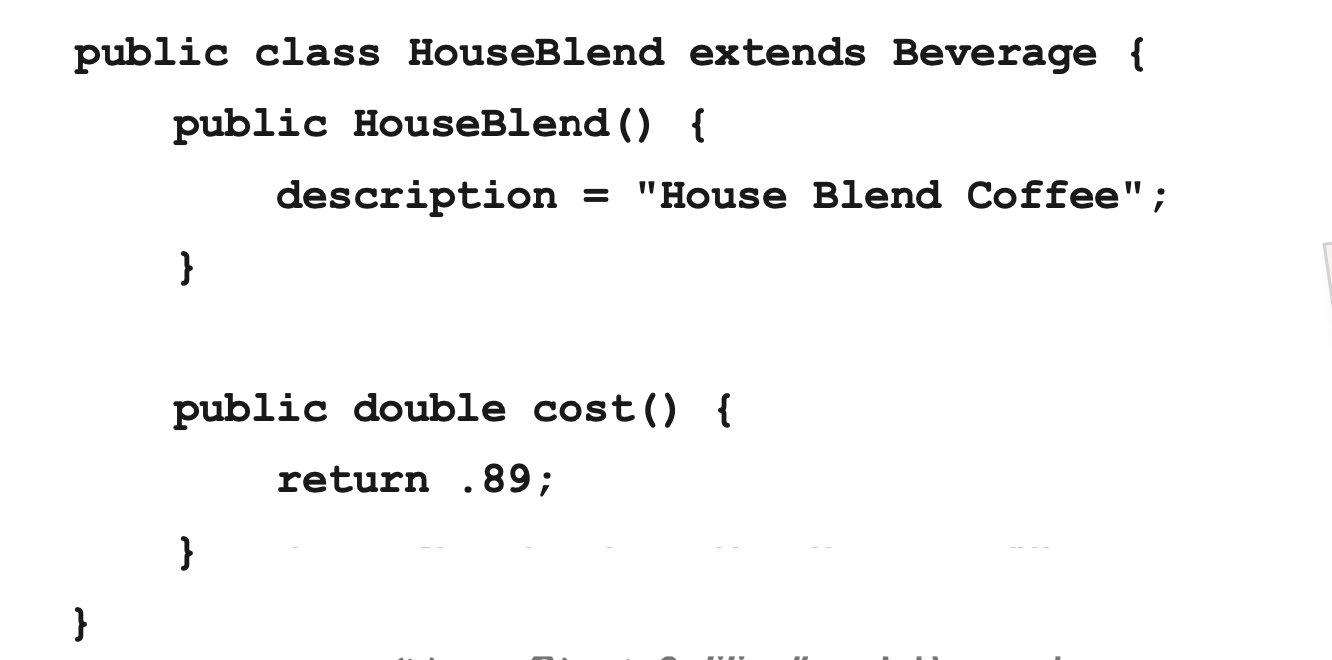 public class HouseBlend extends Beverage {
public HouseBlend() {
description = "House Blend Coffee";
}
public double cost() {
return .89;
}
}